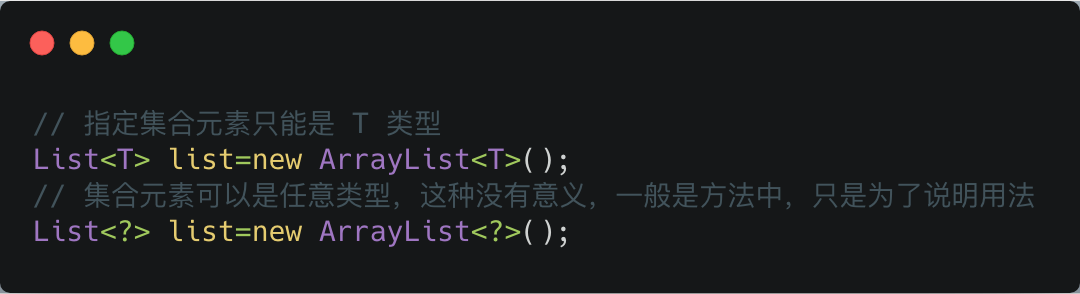 // 指定集合元素只能是 T 类型
List<T> list=new ArrayList<T>();
// 集合元素可以是任意类型，这种没有意义，一般是方法中，只是为了说明用法
List<?> list=new ArrayList<?>();